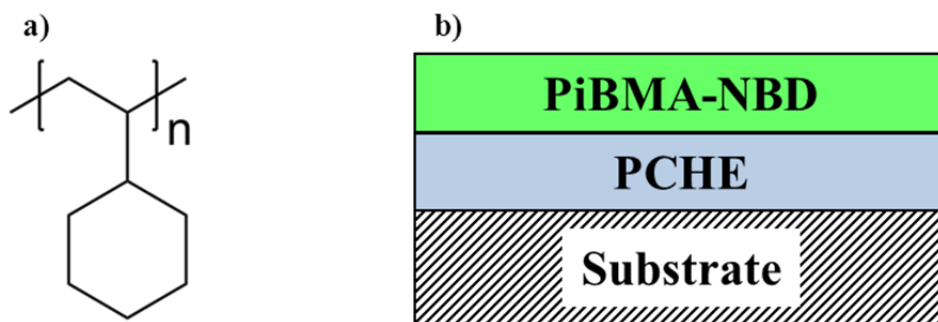 a)
n
b)
PiBMA-NBD
PCHE
Substrate